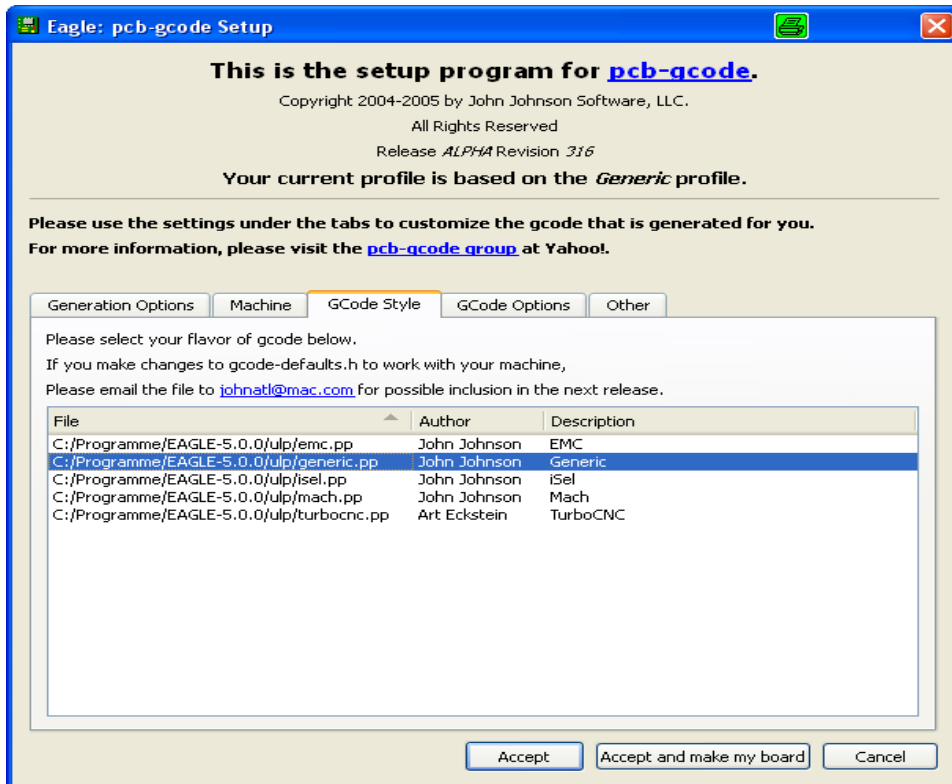 Eagle: pcb-gcode Setup
This is the setup program for pcb-gcode.
Copyright 2004-2005 by John Johnson Software, LLC.
All Rights Reserved
Release ALPHA Revision 316
Your current profile is based on the Generic profile.
Please use the settings under the tabs to customize the gcode that is generated for you.
For more information, please visit the pcb-gcode group at Yahoo!.
Generation Options Machine GCode Style GCode Options Other
Please select your flavor of gcode below.
If you make changes to gcode-defaults.h to work with your machine,
Please email the file to johnatl@mac.com for possible inclusion in the next release.
File Author Description
C:/Programme/EAGLE-5.0.0/ulp/emc.pp John Johnson EMC
C:/Programme/EAGLE-5.0.0/ulp/generic.pp John Johnson Generic
C:/Programme/EAGLE-5.0.0/ulp/isel.pp John Johnson iSel
C:/Programme/EAGLE-5.0.0/ulp/mach.pp John Johnson Mach
C:/Programme/EAGLE-5.0.0/ulp/turbocnc.pp Art Eckstein TurboCNC
Accept Accept and make my board Cancel